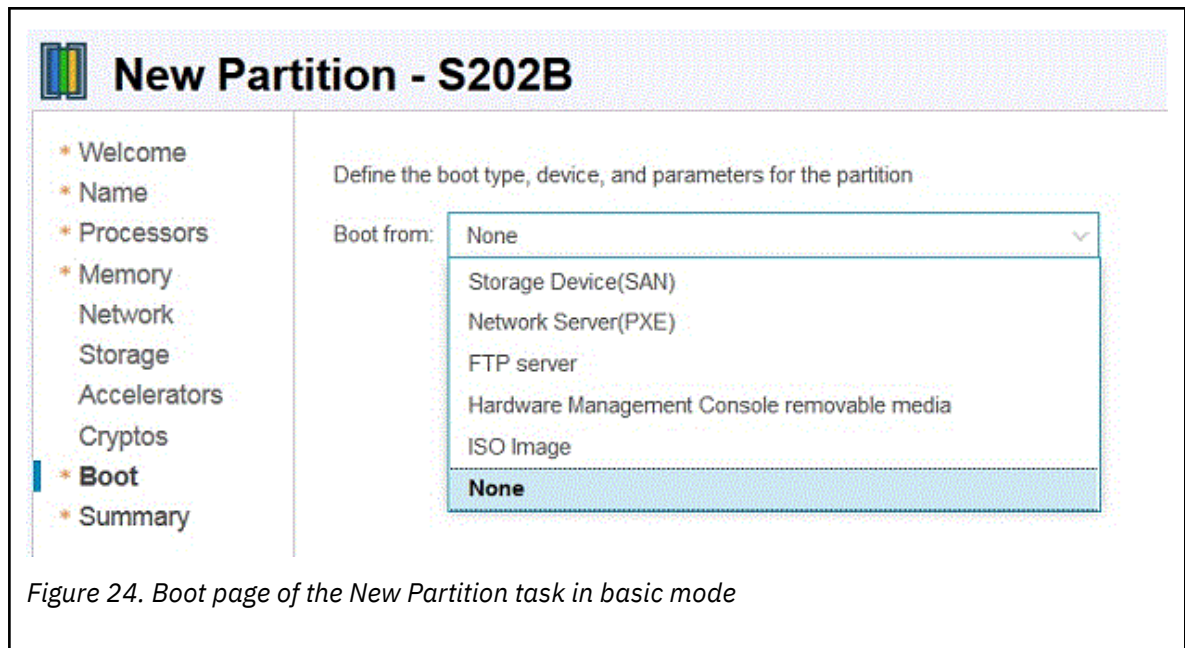 New Partition - S202B
* Welcome
* Name
* Processors
* Memory
Network
Storage
Accelerators
Cryptos
* Boot
* Summary
Define the boot type, device, and parameters for the partition
Boot from: None
Storage Device(SAN)
Network Server(PXE)
FTP server
Hardware Management Console removable media
ISO Image
None
Figure 24. Boot page of the New Partition task in basic mode